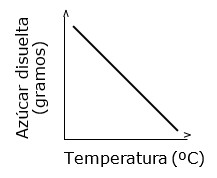 Azúcar disuelta
(gramos)
Temperatura (ºC)